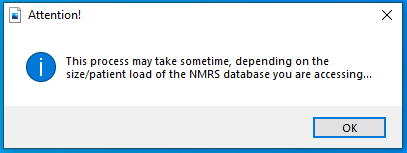 Attention!
This process may take sometime, depending on the
size/patient load of the NMRS database you are accessing...
OK